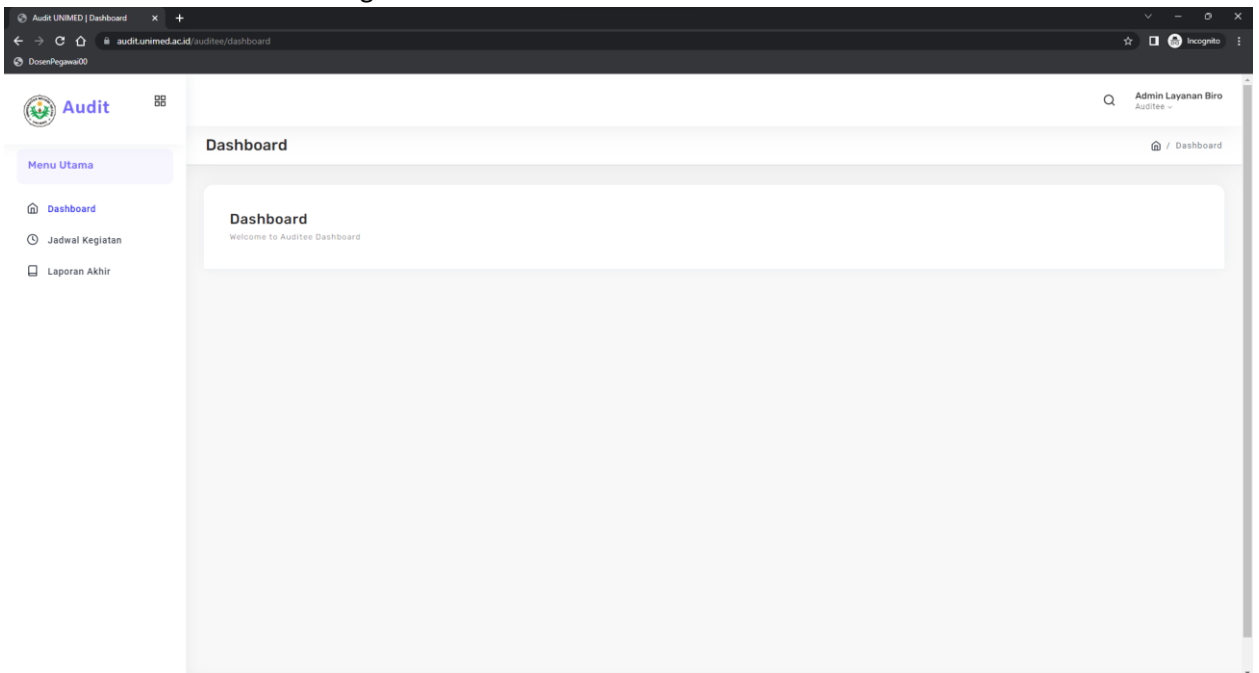 Audit UNIMED | Dashboard
audit.unimed.ac.id/auditee/dashboard
Incognito
DosenPegawai00
Audit
Admin Layanan Biro
Auditee
Dashboard
/ Dashboard
Menu Utama
Dashboard
Jadwal Kegiatan
Laporan Akhir
Dashboard
Welcome to Auditee Dashboard